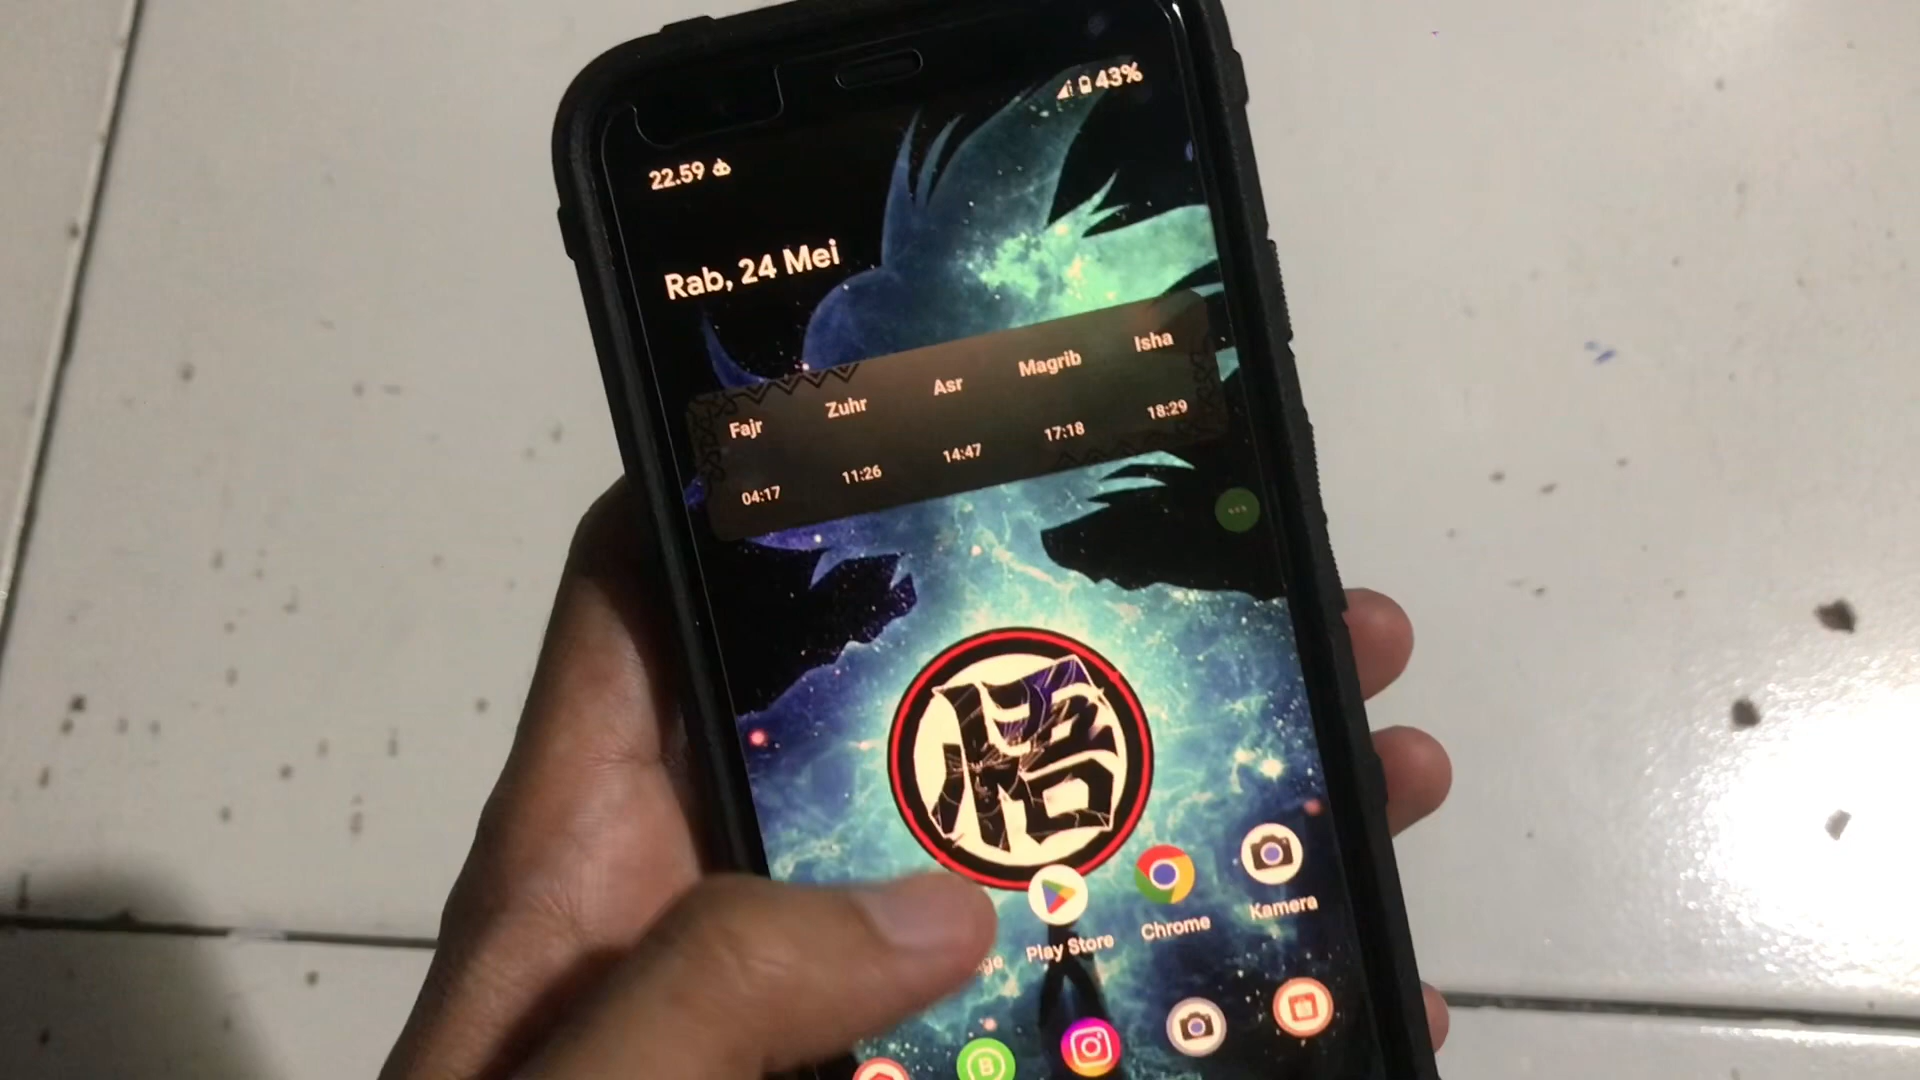 43%
22.59
Rab, 24 Mei
Fajr Zuhr Asr Magrib Isha
04:17 11:26 14:47 17:18 18:29
悟
Play Store Chrome Kamera
B